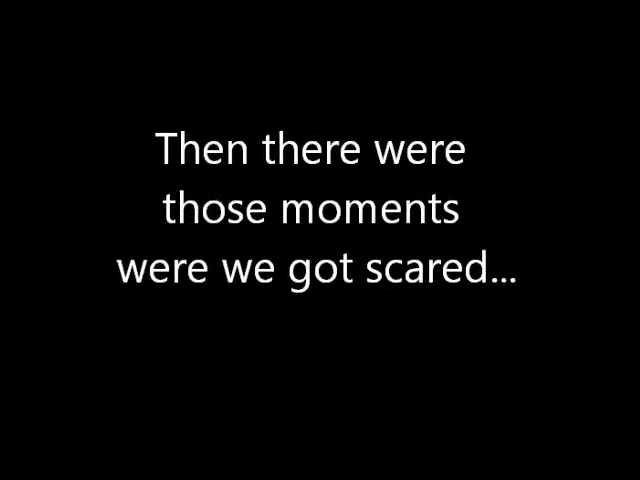 Then there were
those moments
were we got scared...